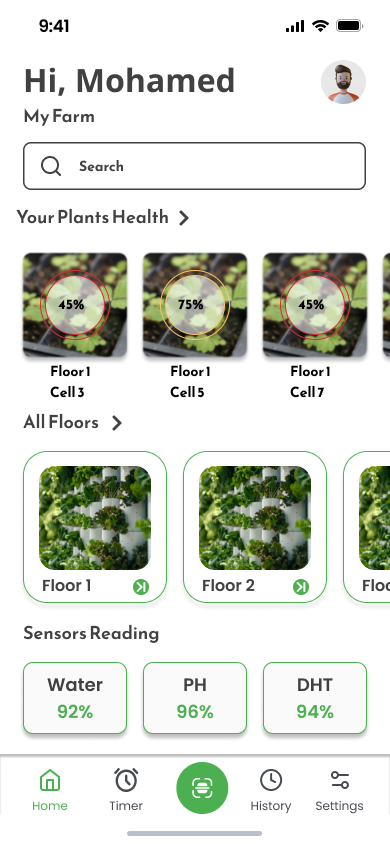 9:41
Hi, Mohamed
My Farm
Search
Your Plants Health
45% 75% 45%
Floor 1 Floor 1 Floor 1
Cell 3 Cell 5 Cell 7
All Floors
Floor 1 Floor 2 Floo
Sensors Reading
Water PH DHT
92% 96% 94%
Home Timer History Settings